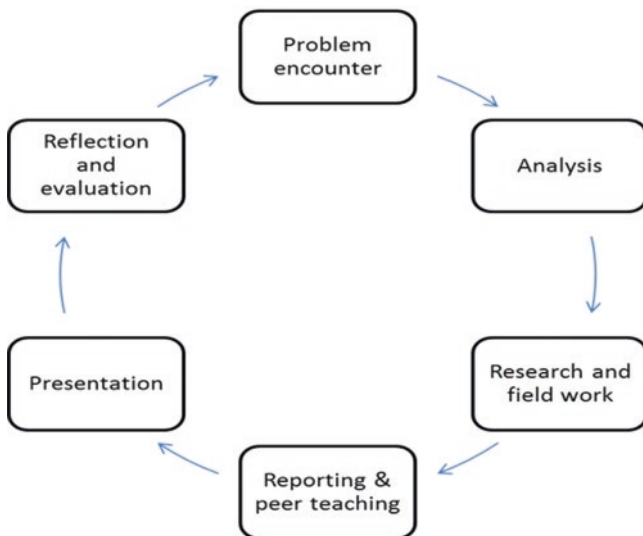 Problem
encounter
Analysis
Research and
field work
Reporting &
peer teaching
Presentation
Reflection
and
evaluation